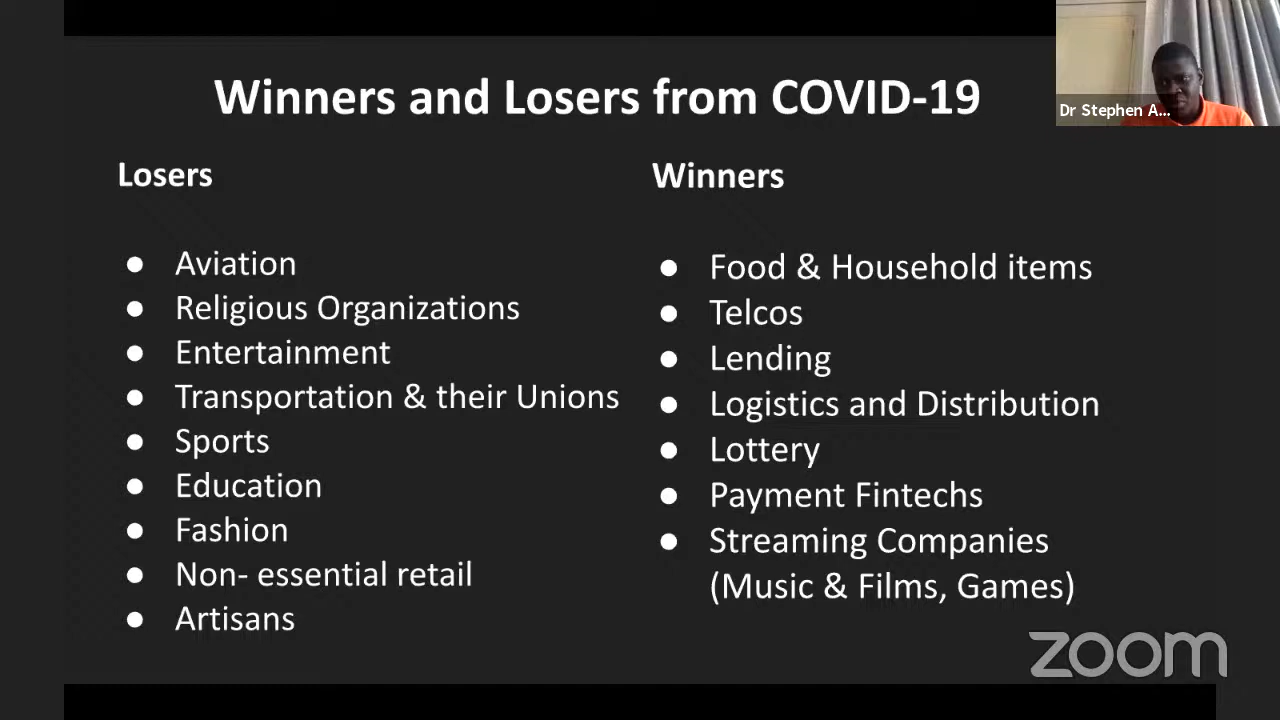 Winners and Losers from COVID-19
Dr Stephen A...
Losers
Aviation
Religious Organizations
Entertainment
Transportation & their Unions
Sports
Education
Fashion
Non- essential retail
Artisans
Winners
Food & Household items
Telcos
Lending
Logistics and Distribution
Lottery
Payment Fintechs
Streaming Companies
(Music & Films, Games)
zoom